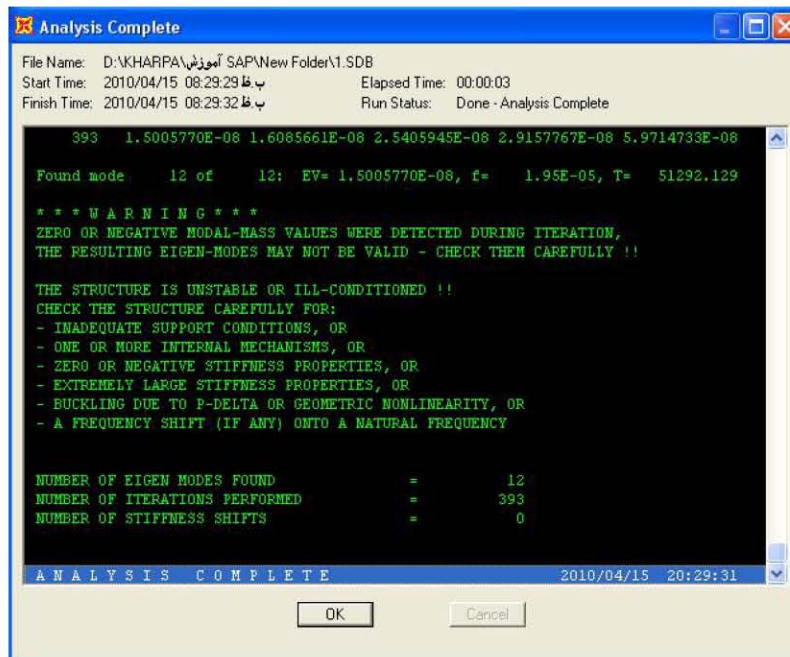 Analysis Complete
File Name: D:\KHARPA\آموزش SAP\New Folder\1.SDB
Start Time: 2010/04/15 08:29:29 ب.ظ Elapsed Time: 00:00:03
Finish Time: 2010/04/15 08:29:32 ب.ظ Run Status: Done - Analysis Complete
393 1.5005770E-08 1.6085661E-08 2.5405945E-08 2.9157767E-08 5.9714733E-08
Found mode 12 of 12: EV= 1.5005770E-08, f= 1.95E-05, T= 51292.129
* * * W A R N I N G * * *
ZERO OR NEGATIVE MODAL-MASS VALUES WERE DETECTED DURING ITERATION,
THE RESULTING EIGEN-MODES MAY NOT BE VALID - CHECK THEM CAREFULLY !!
THE STRUCTURE IS UNSTABLE OR ILL-CONDITIONED !!
CHECK THE STRUCTURE CAREFULLY FOR:
- INADEQUATE SUPPORT CONDITIONS, OR
- ONE OR MORE INTERNAL MECHANISMS, OR
- ZERO OR NEGATIVE STIFFNESS PROPERTIES, OR
- EXTREMELY LARGE STIFFNESS PROPERTIES, OR
- BUCKLING DUE TO P-DELTA OR GEOMETRIC NONLINEARITY, OR
- A FREQUENCY SHIFT (IF ANY) ONTO A NATURAL FREQUENCY
NUMBER OF EIGEN MODES FOUND = 12
NUMBER OF ITERATIONS PERFORMED = 393
NUMBER OF STIFFNESS SHIFTS = 0
A N A L Y S I S C O M P L E T E 2010/04/15 20:29:31
OK Cancel